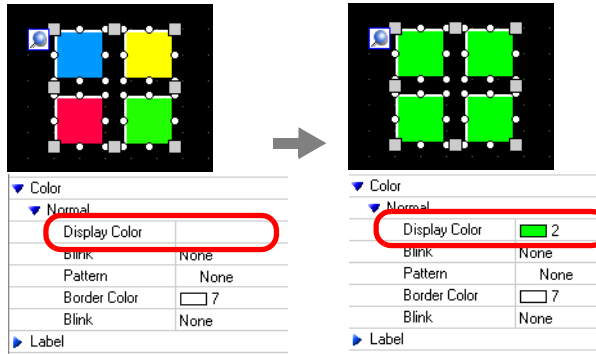 Color
Normal
Display Color
Blink None
Pattern None
Border Color 7
Blink None
Label
Color
Normal
Display Color 2
Blink None
Pattern None
Border Color 7
Blink None
Label